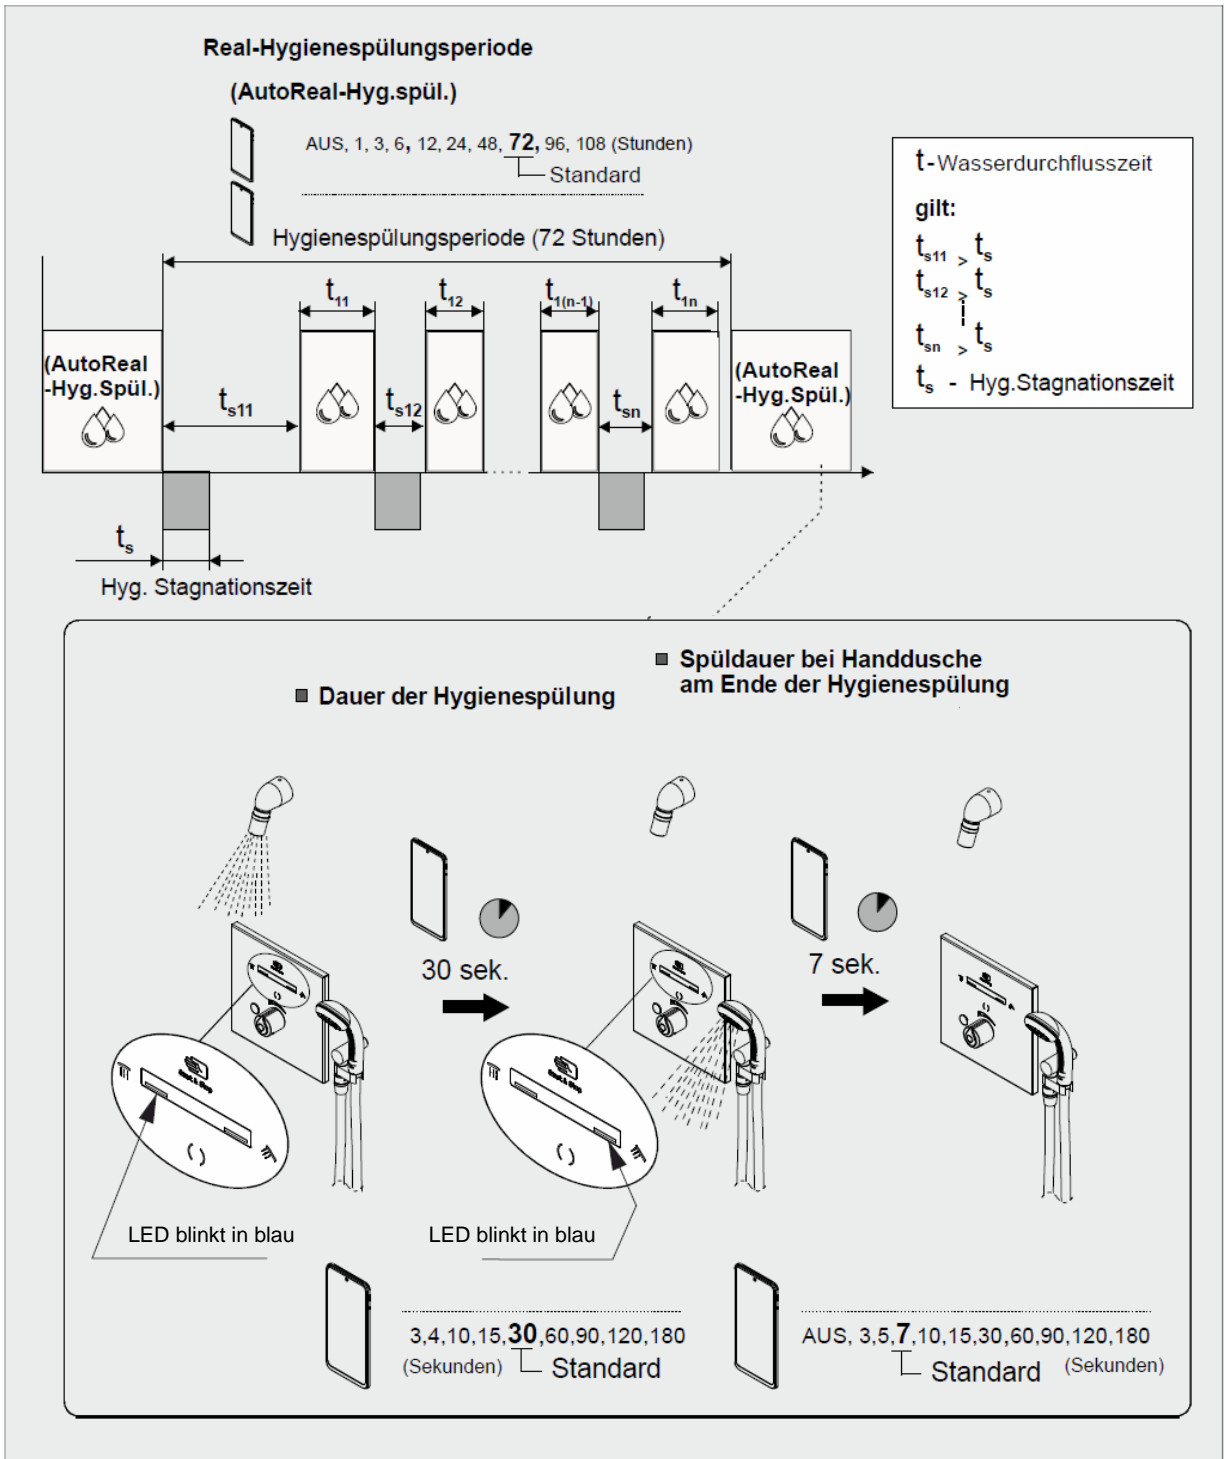 Real-Hygienespülungsperiode
(AutoReal-Hyg.spül.)
AUS, 1, 3, 6, 12, 24, 48, 72, 96, 108 (Stunden)
Standard
Hygienespülungsperiode (72 Stunden)
t-Wasserdurchflusszeit
gilt:
ts11 > ts
ts12 > ts
tsn > ts
ts - Hyg.Stagnationszeit
t11
t12
t1(n-1)
t1n
(AutoReal
-Hyg.Spül.)
ts11
ts12
tsn
(AutoReal
-Hyg.Spül.)
ts
Hyg. Stagnationszeit
Dauer der Hygienespülung
Spüldauer bei Handdusche
am Ende der Hygienespülung
30 sek.
7 sek.
Start & Stop
Start & Stop
LED blinkt in blau
LED blinkt in blau
3,4,10,15,30,60,90,120,180
(Sekunden)
Standard
AUS, 3,5,7,10,15,30,60,90,120,180
Standard
(Sekunden)